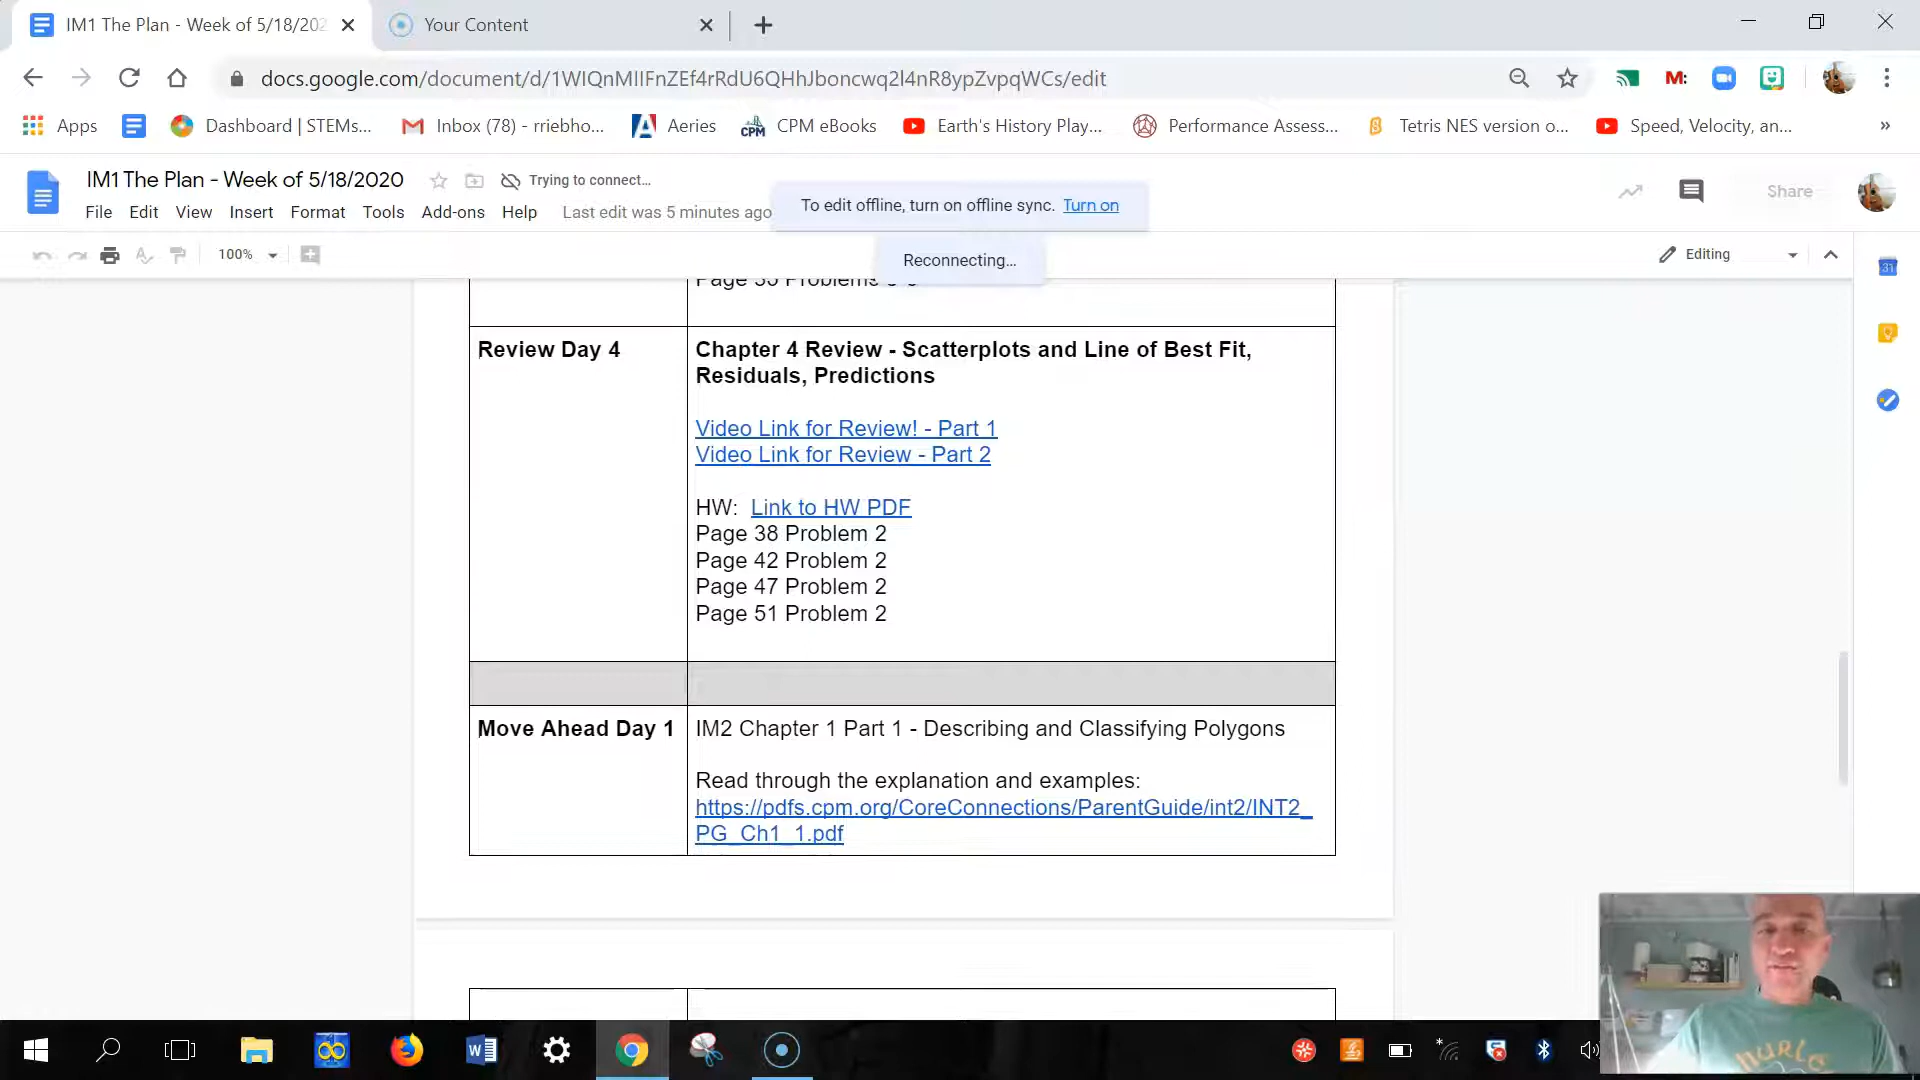 IM1 The Plan - Week of 5/18/202
Your Content
docs.google.com/document/d/1WIQnMIIFnZEf4rRdU6QHhJboncwq2l4nR8ypZvpqWCs/edit
M:
Apps
Dashboard | STEMs...
Inbox (78) - rriebho...
Aeries
CPM
CPM eBooks
Earth's History Play...
Performance Assess...
Tetris NES version o...
Speed, Velocity, an...
»
IM1 The Plan - Week of 5/18/2020
Trying to connect...
To edit offline, turn on offline sync. Turn on
Share
File Edit View Insert Format Tools Add-ons Help Last edit was 5 minutes ago
100%
Reconnecting...
Editing
31
Review Day 4
Chapter 4 Review - Scatterplots and Line of Best Fit,
Residuals, Predictions
Video Link for Review! - Part 1
Video Link for Review - Part 2
HW: Link to HW PDF
Page 38 Problem 2
Page 42 Problem 2
Page 47 Problem 2
Page 51 Problem 2
Move Ahead Day 1
IM2 Chapter 1 Part 1 - Describing and Classifying Polygons
Read through the explanation and examples:
https://pdfs.cpm.org/CoreConnections/ParentGuide/int2/INT2_
PG_Ch1_1.pdf